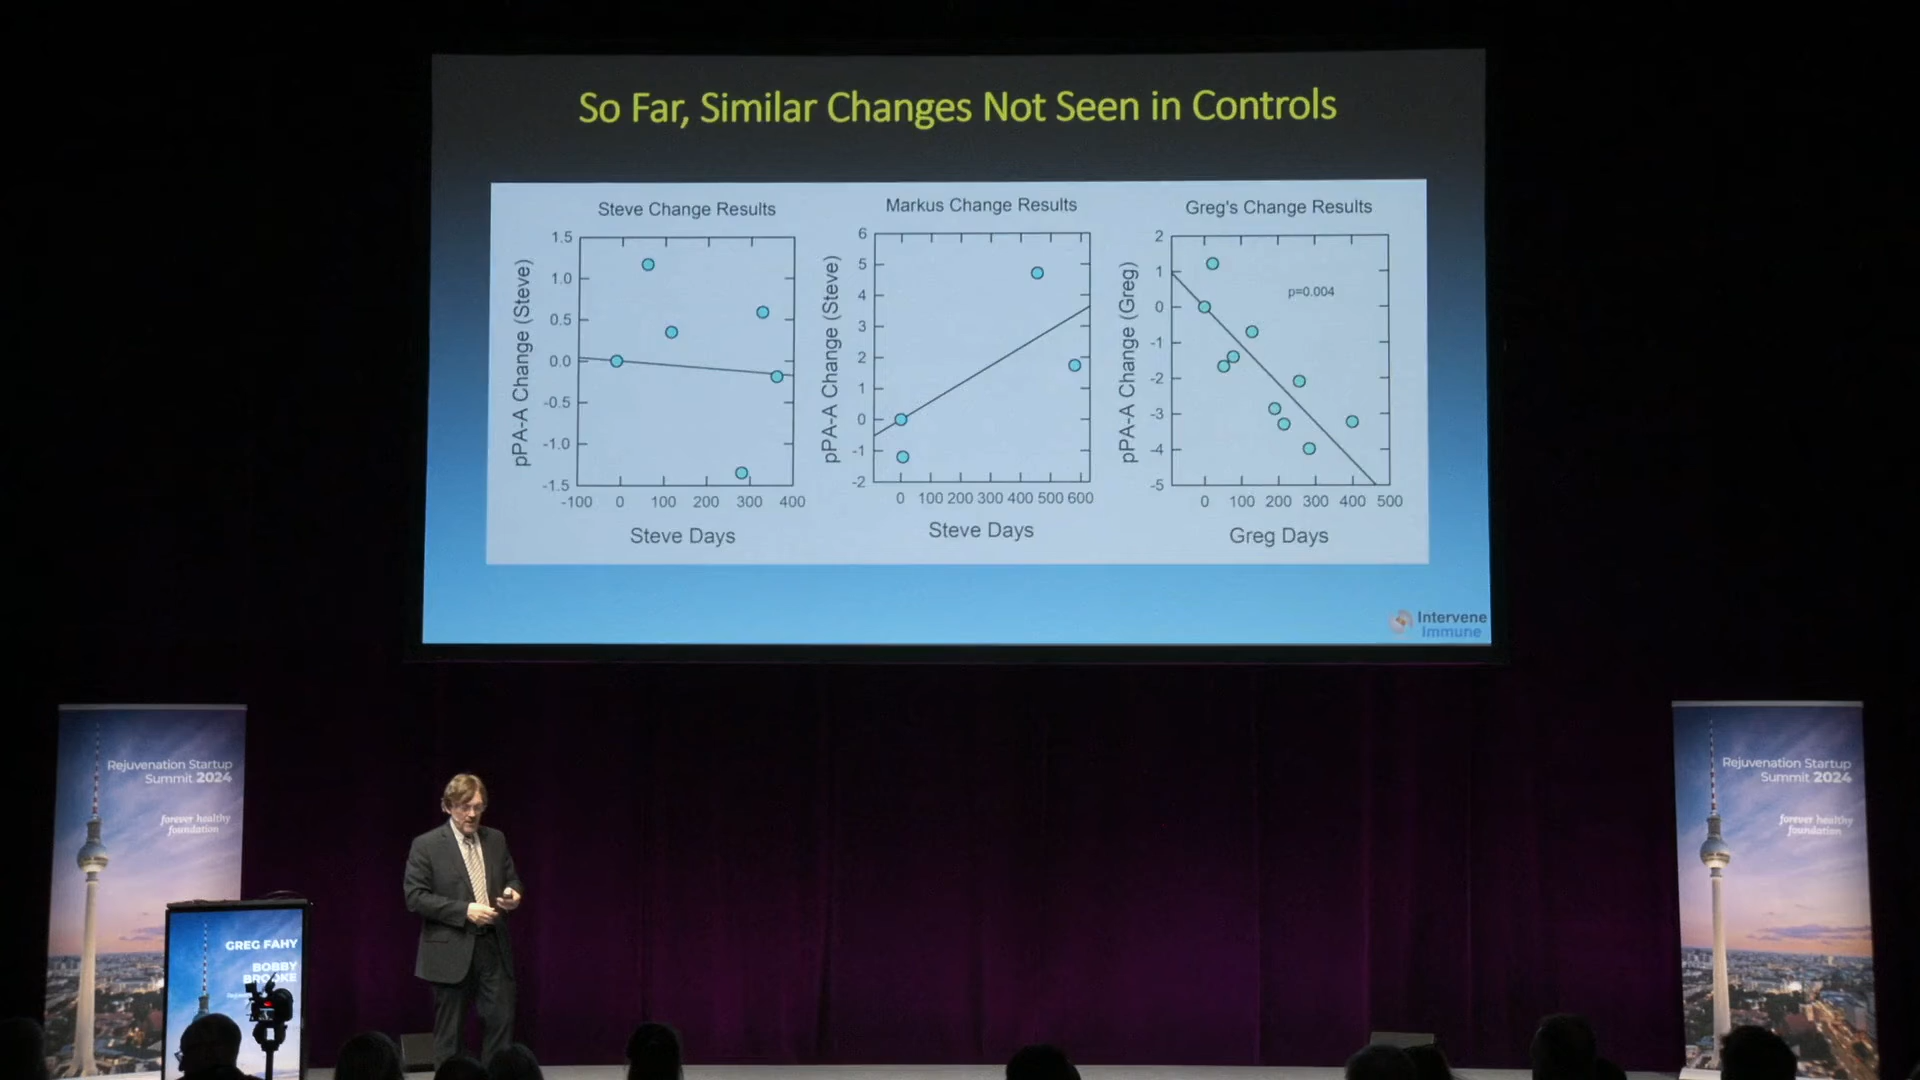 So Far, Similar Changes Not Seen in Controls
Steve Change Results
pPA-A Change (Steve)
1.5
1.0
0.5
0.0
-0.5
-1.0
-1.5
-100 0 100 200 300 400
Steve Days
Markus Change Results
pPA-A Change (Steve)
6
5
4
3
2
1
0
-1
-2
0 100 200 300 400 500 600
Steve Days
Greg's Change Results
pPA-A Change (Greg)
2
1
0
-1
-2
-3
-4
-5
p=0.004
0 100 200 300 400 500
Greg Days
Intervene
Immune
Rejuvenation Startup
Summit 2024
forever healthy
foundation
GREG FAHY
BOBBY
BROOKE
Rejuvenation Startup
Summit 2024
forever healthy
foundation